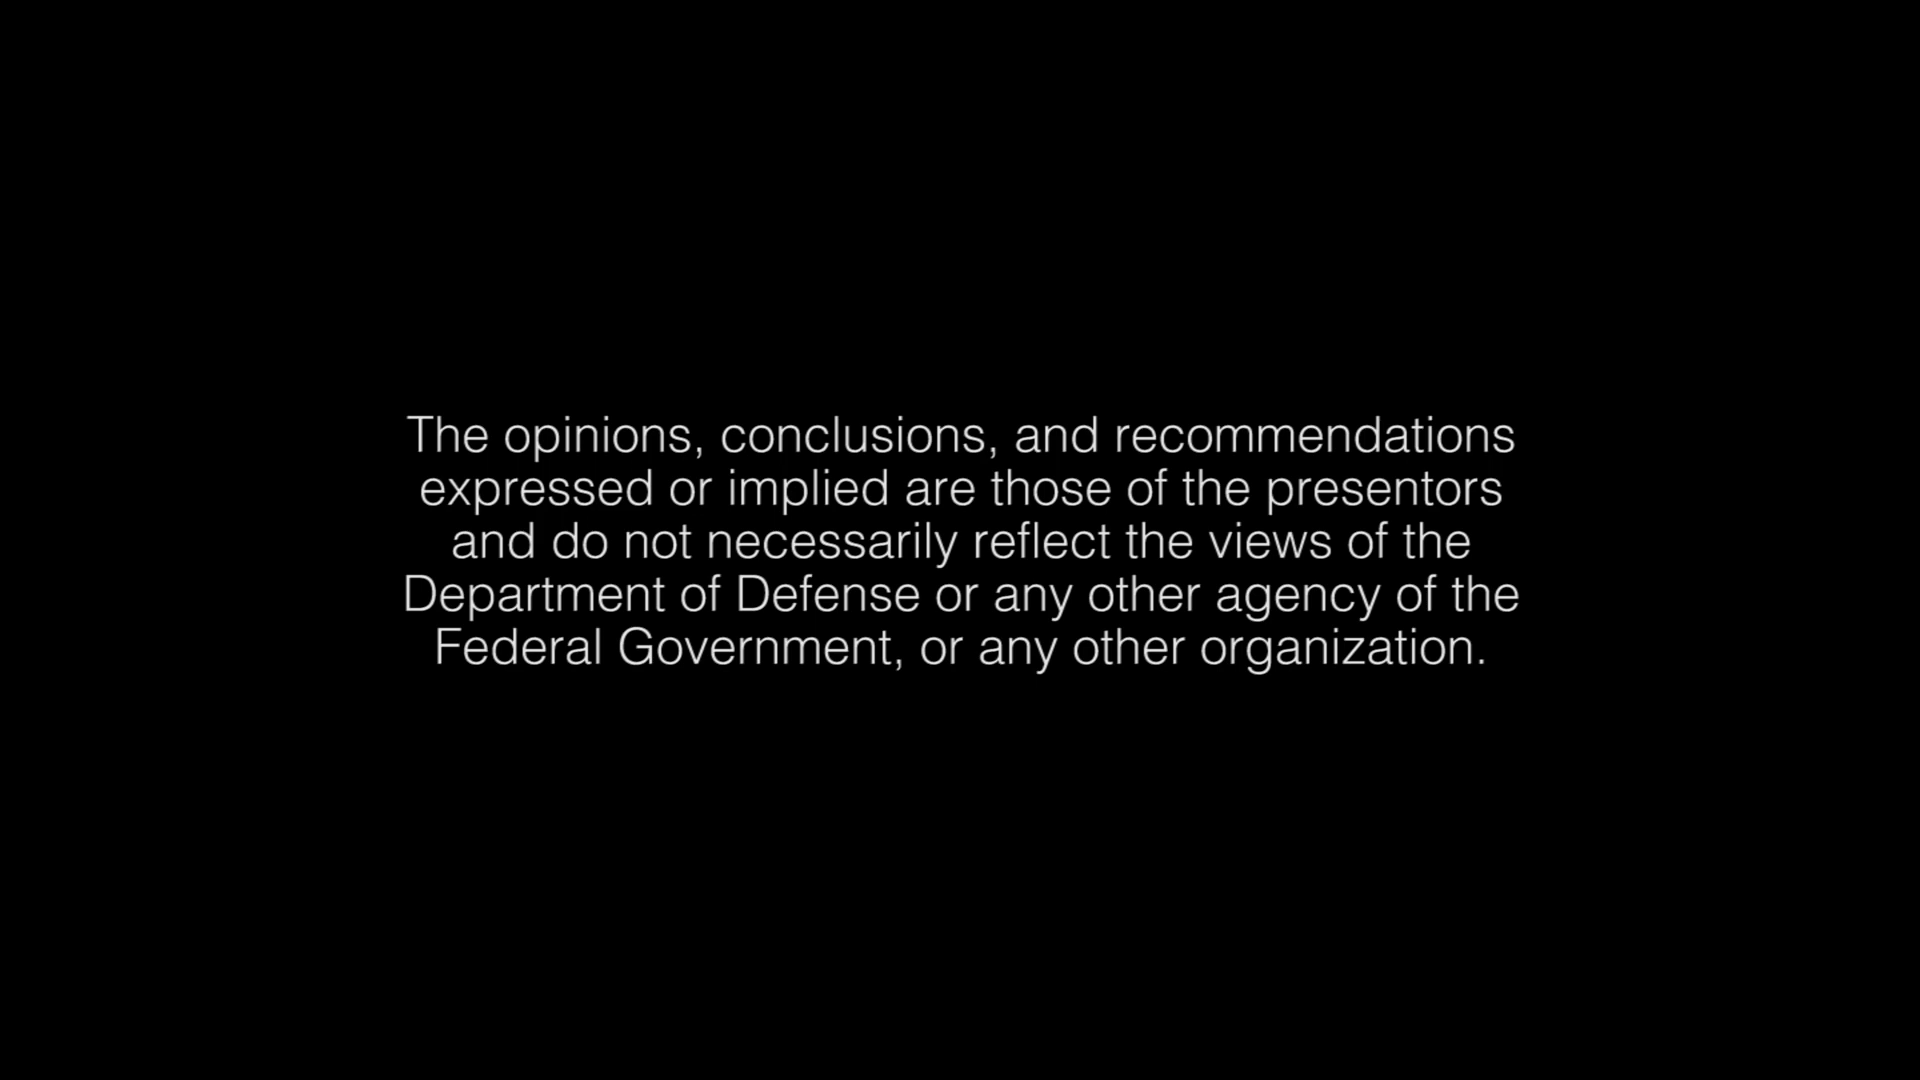 The opinions, conclusions, and recommendations
expressed or implied are those of the presentors
and do not necessarily reflect the views of the
Department of Defense or any other agency of the
Federal Government, or any other organization.